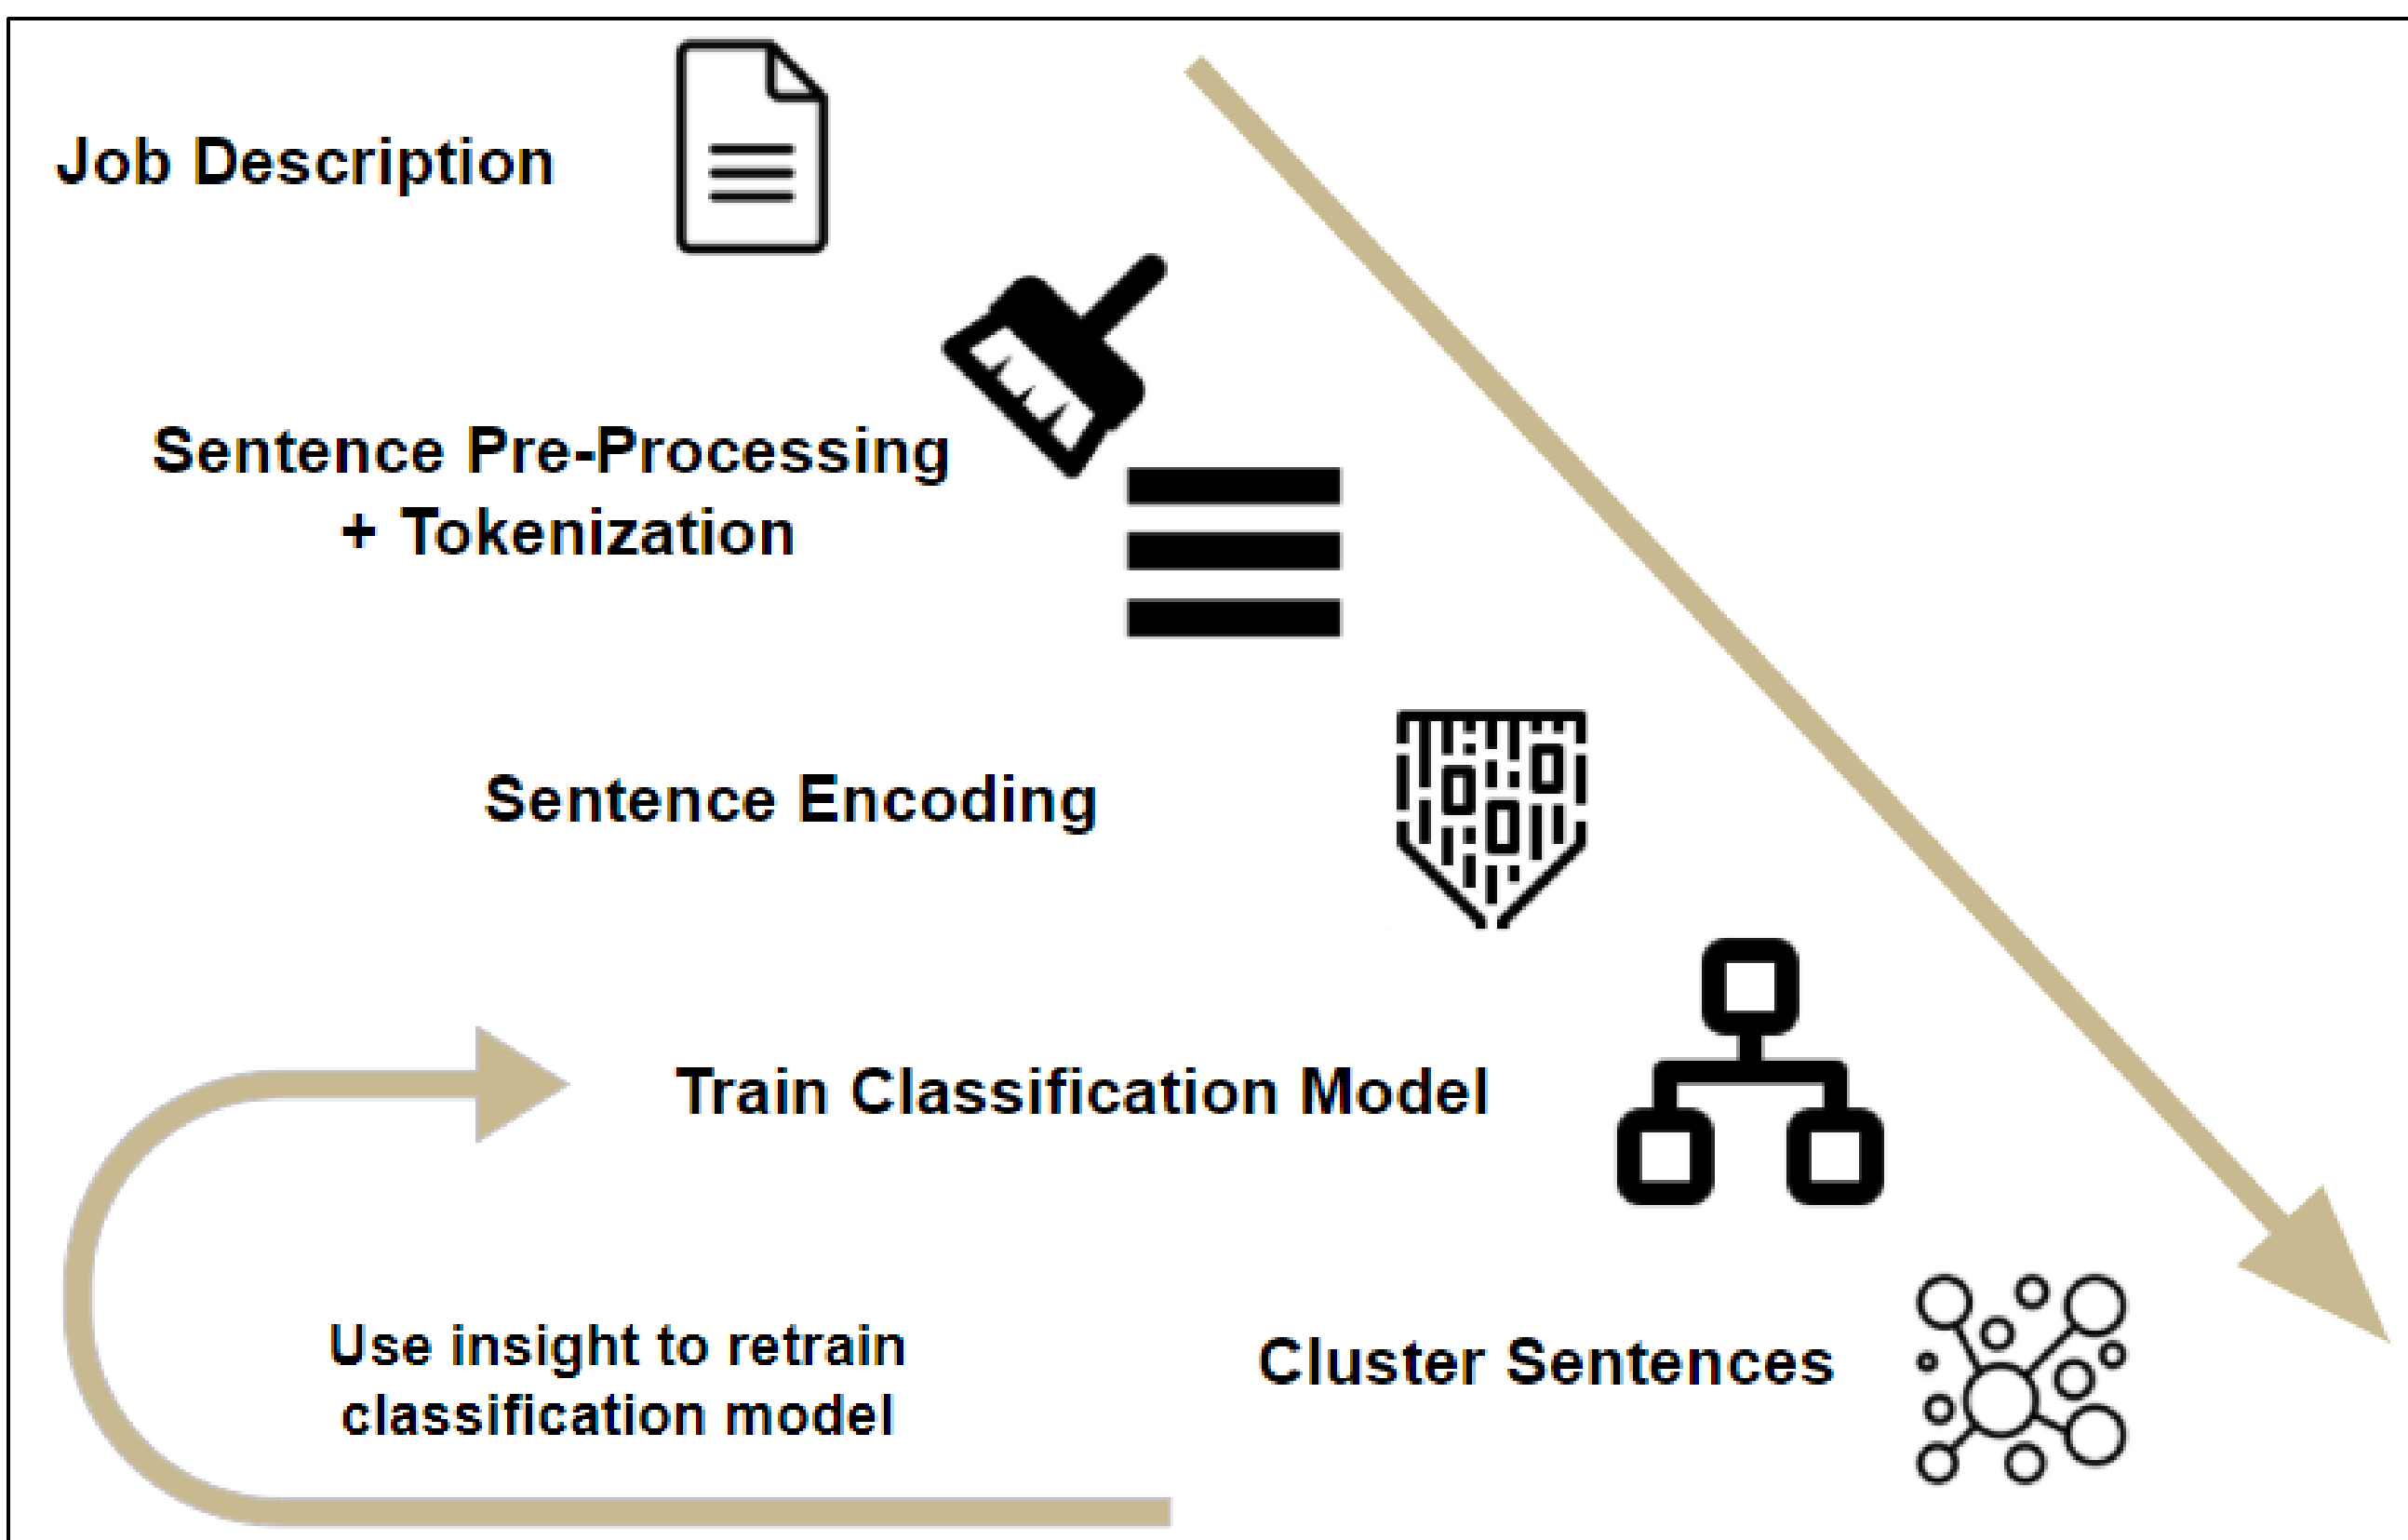 Job Description
Sentence Pre-Processing
+ Tokenization
Sentence Encoding
Train Classification Model
Use insight to retrain
classification model
Cluster Sentences